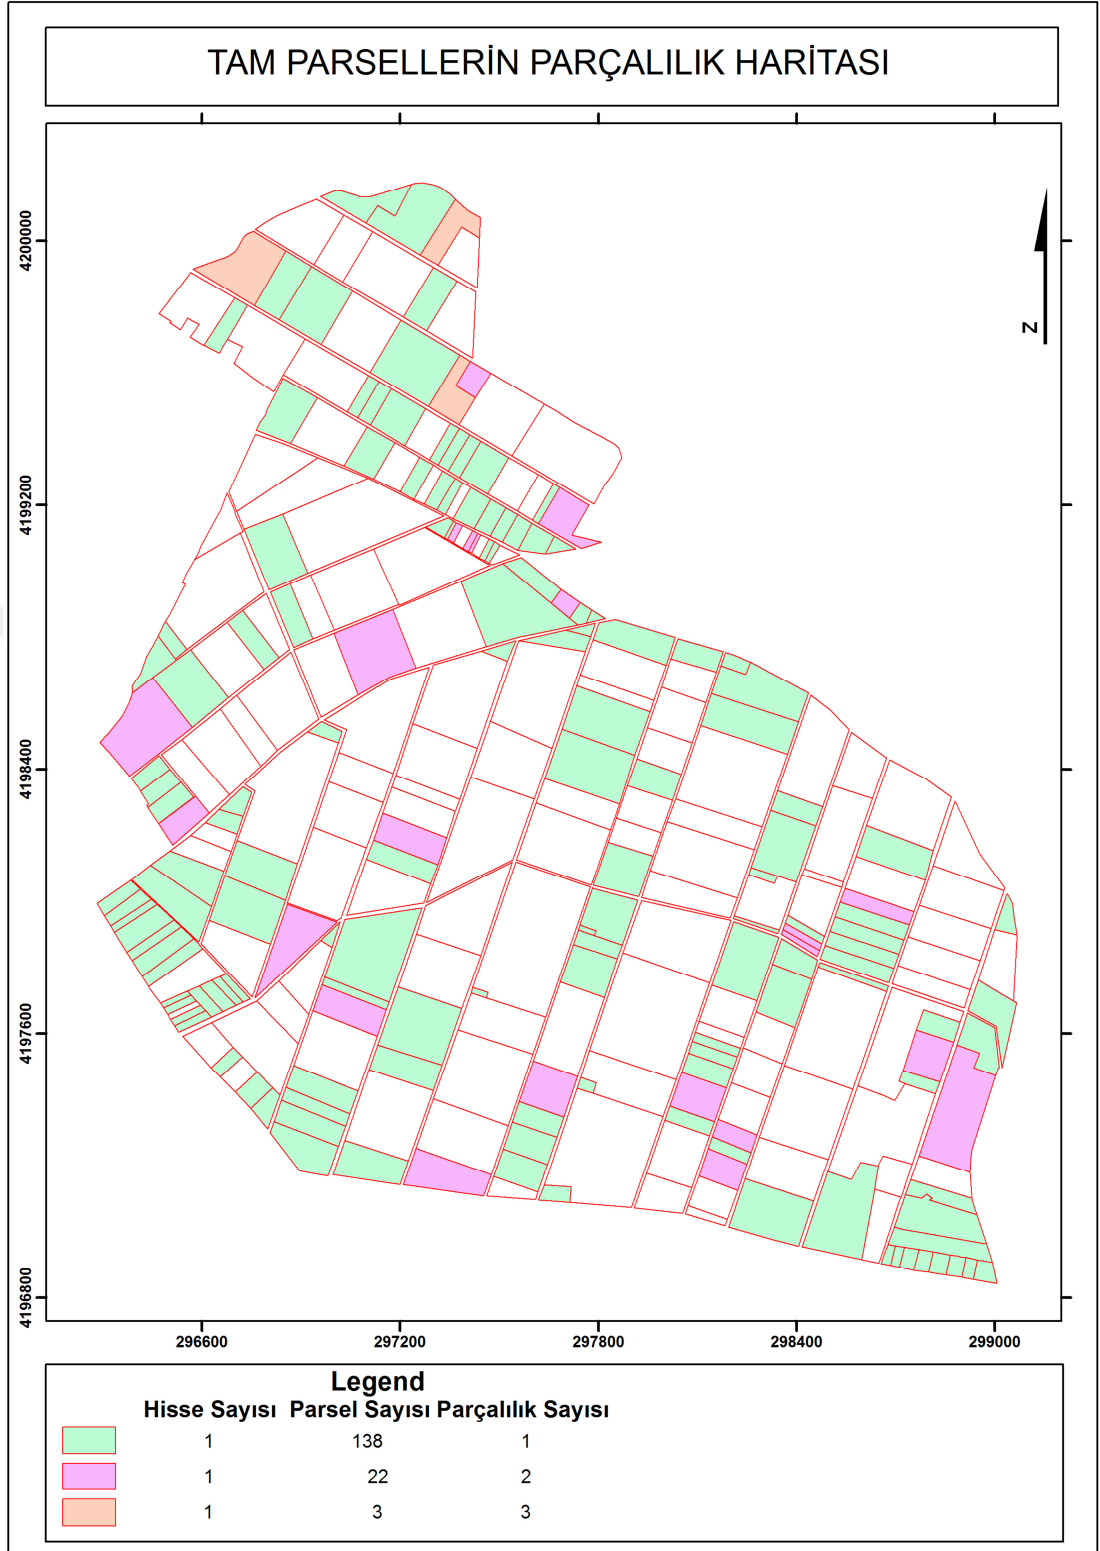 TAM PARSELLERİN PARÇALILIK HARİTASI
4200000
4199200
4198400
4197600
4196800
Z
296600 297200 297800 298400 299000
Legend
Hisse Sayısı Parsel Sayısı Parçalılık Sayısı
1 138 1
1 22 2
1 3 3